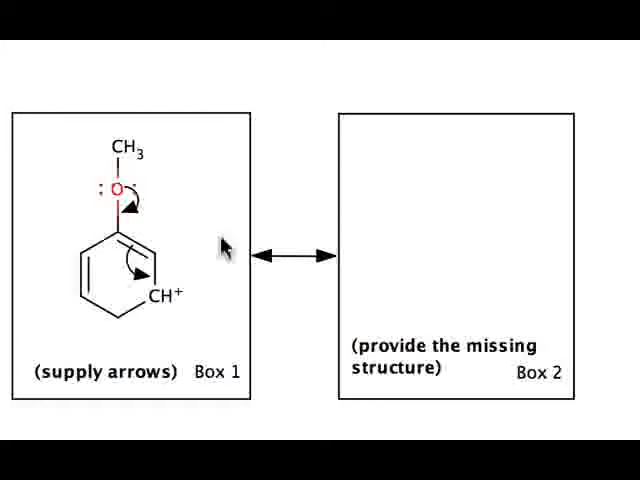 CH3
: O :
CH+
(supply arrows) Box 1
(provide the missing
structure)
Box 2